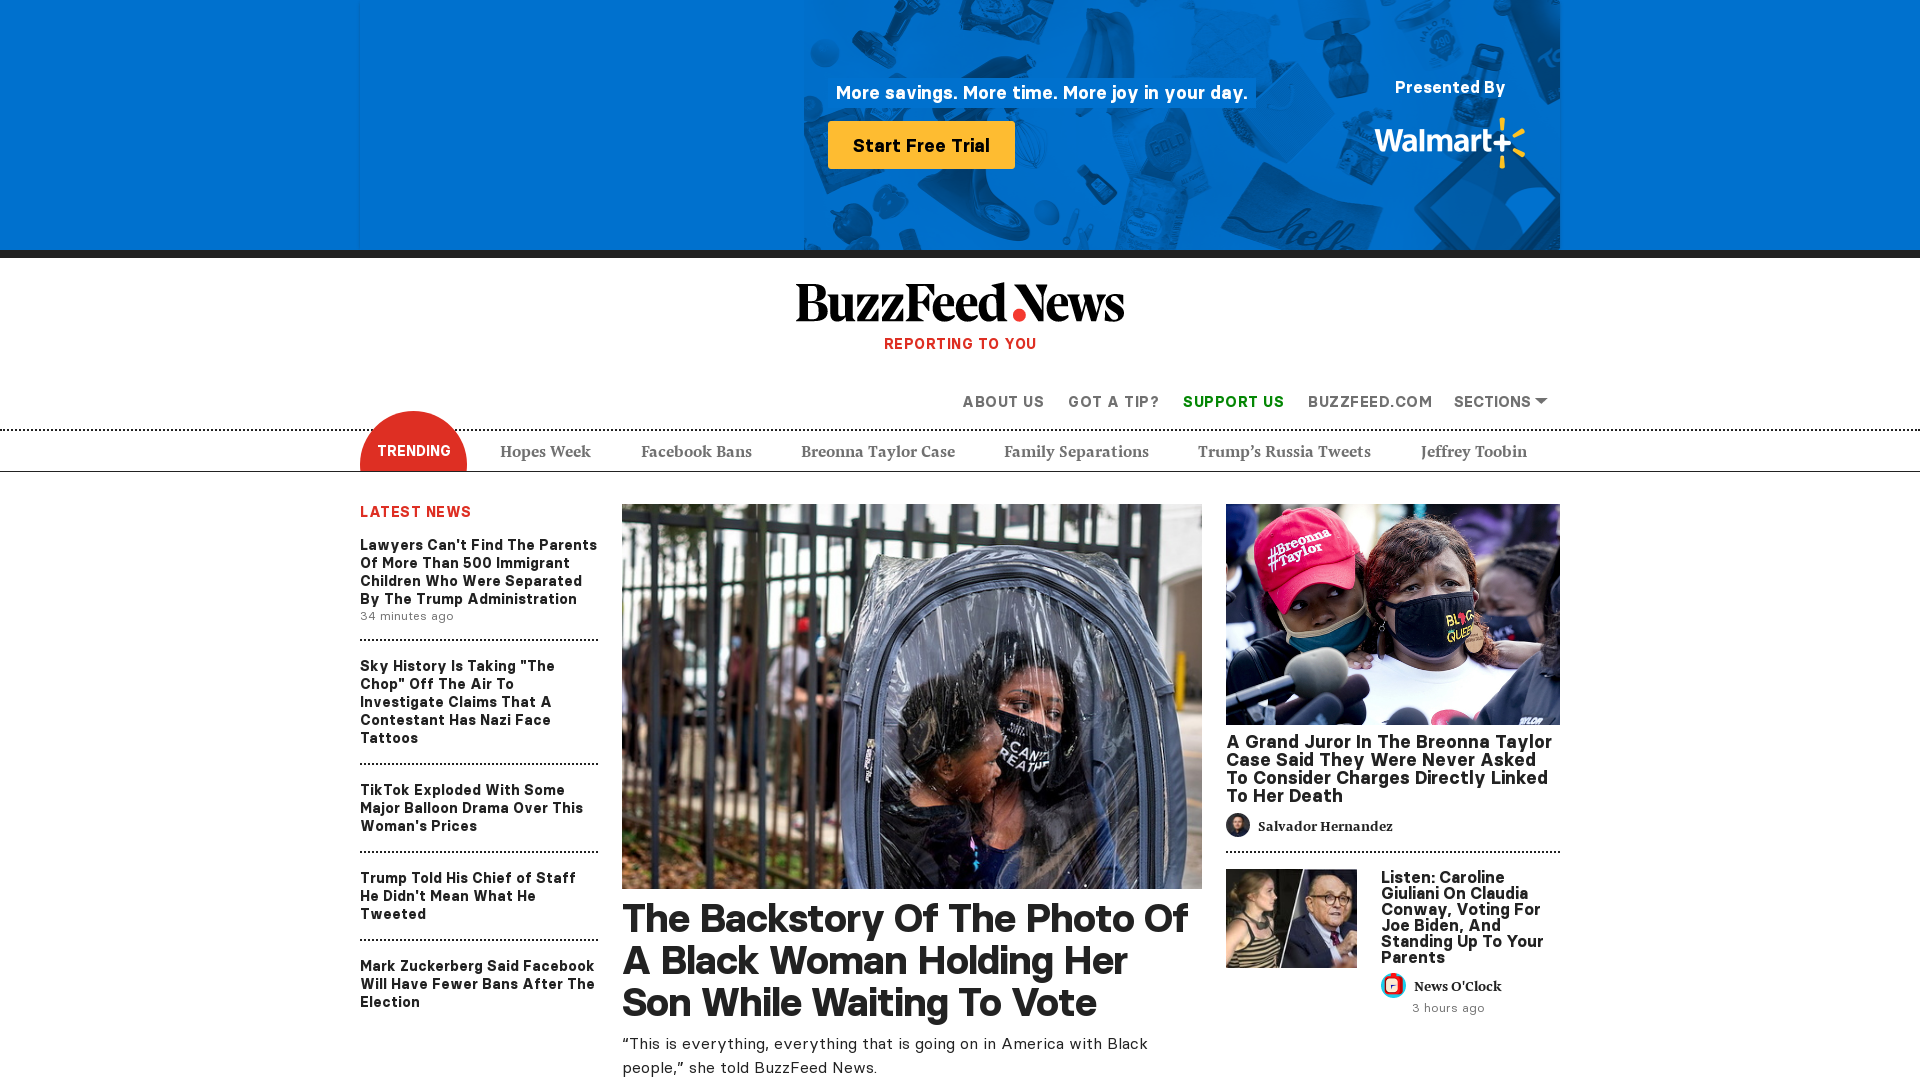 More savings. More time. More joy in your day.
Start Free Trial
Presented By
Walmart+
BuzzFeed News
REPORTING TO YOU
ABOUT US
GOT A TIP?
SUPPORT US
BUZZFEED.COM
SECTIONS
TRENDING
Hopes Week
Facebook Bans
Breonna Taylor Case
Family Separations
Trump’s Russia Tweets
Jeffrey Toobin
LATEST NEWS
Lawyers Can't Find The Parents
Of More Than 500 Immigrant
Children Who Were Separated
By The Trump Administration
34 minutes ago
Sky History Is Taking "The
Chop" Off The Air To
Investigate Claims That A
Contestant Has Nazi Face
Tattoos
TikTok Exploded With Some
Major Balloon Drama Over This
Woman's Prices
Trump Told His Chief of Staff
He Didn't Mean What He
Tweeted
Mark Zuckerberg Said Facebook
Will Have Fewer Bans After The
Election
I CAN'T
BREATHE
The Backstory Of The Photo Of
A Black Woman Holding Her
Son While Waiting To Vote
“This is everything, everything that is going on in America with Black
people,” she told BuzzFeed News.
#Breonna
Taylor
A Grand Juror In The Breonna Taylor
Case Said They Were Never Asked
To Consider Charges Directly Linked
To Her Death
Salvador Hernandez
Listen: Caroline
Giuliani On Claudia
Conway, Voting For
Joe Biden, And
Standing Up To Your
Parents
News O'Clock
3 hours ago